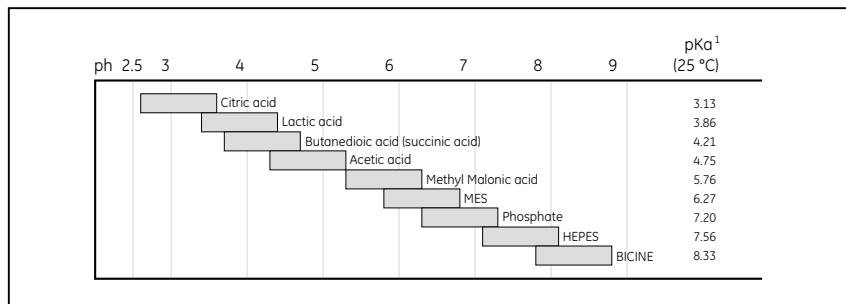 pKa1
ph 2.5 3 4 5 6 7 8 9 (25 °C)
Citric acid 3.13
Lactic acid 3.86
Butanedioic acid (succinic acid) 4.21
Acetic acid 4.75
Methyl Malonic acid 5.76
MES 6.27
Phosphate 7.20
HEPES 7.56
BICINE 8.33